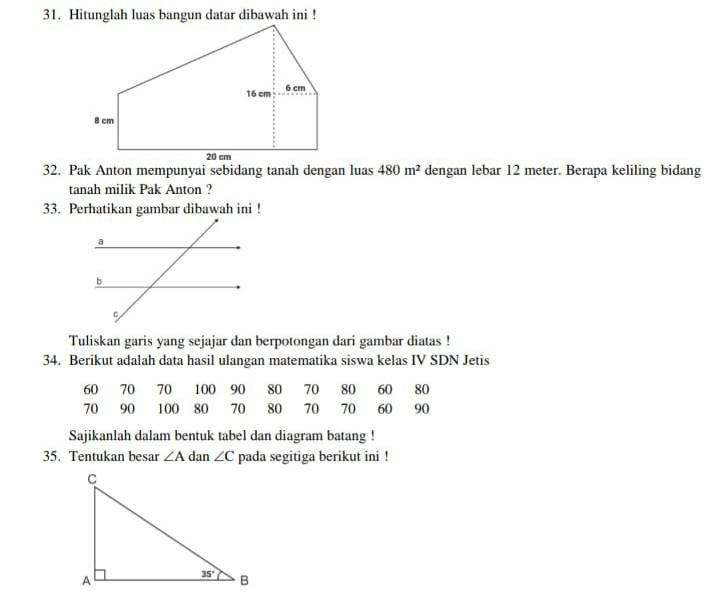 31. Hitunglah luas bangun datar dibawah ini !
16 cm
6 cm
8 cm
20 cm
32. Pak Anton mempunyai sebidang tanah dengan luas 480 m² dengan lebar 12 meter. Berapa keliling bidang
tanah milik Pak Anton ?
33. Perhatikan gambar dibawah ini !
a
b
c
Tuliskan garis yang sejajar dan berpotongan dari gambar diatas !
34. Berikut adalah data hasil ulangan matematika siswa kelas IV SDN Jetis
60 70 70 100 90 80 70 80 60 80
70 90 100 80 70 80 70 70 60 90
Sajikanlah dalam bentuk tabel dan diagram batang !
35. Tentukan besar ∠A dan ∠C pada segitiga berikut ini !
C
A
35°
B